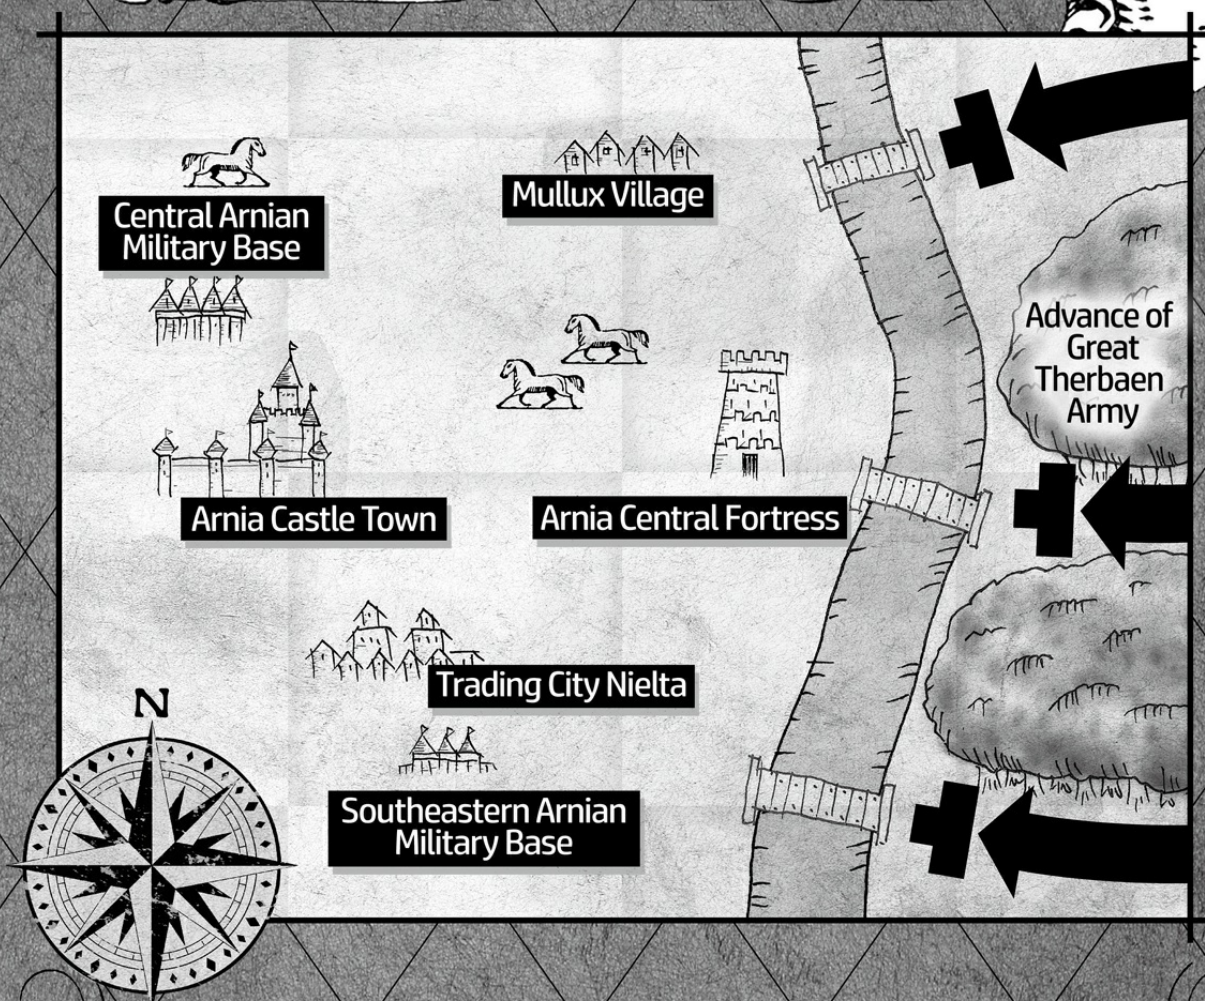 Mullux Village
Central Arnian
Military Base
Advance of
Great
Therbaen
Army
Arnia Castle Town
Arnia Central Fortress
Trading City Nielta
N
Southeastern Arnian
Military Base